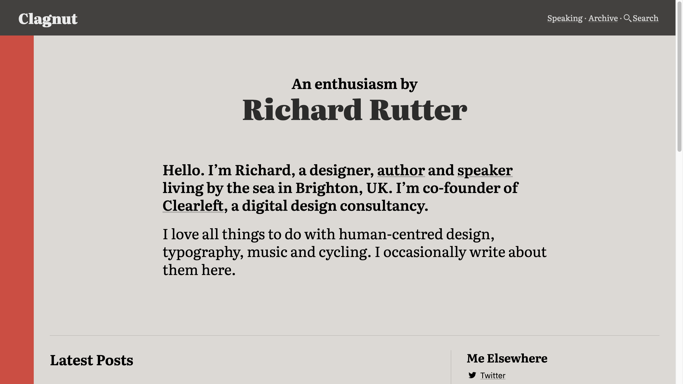 Clagnut
Speaking · Archive · Search
An enthusiasm by
Richard Rutter
Hello. I’m Richard, a designer, author and speaker
living by the sea in Brighton, UK. I’m co-founder of
Clearleft, a digital design consultancy.
I love all things to do with human-centred design,
typography, music and cycling. I occasionally write about
them here.
Latest Posts
Me Elsewhere
Twitter